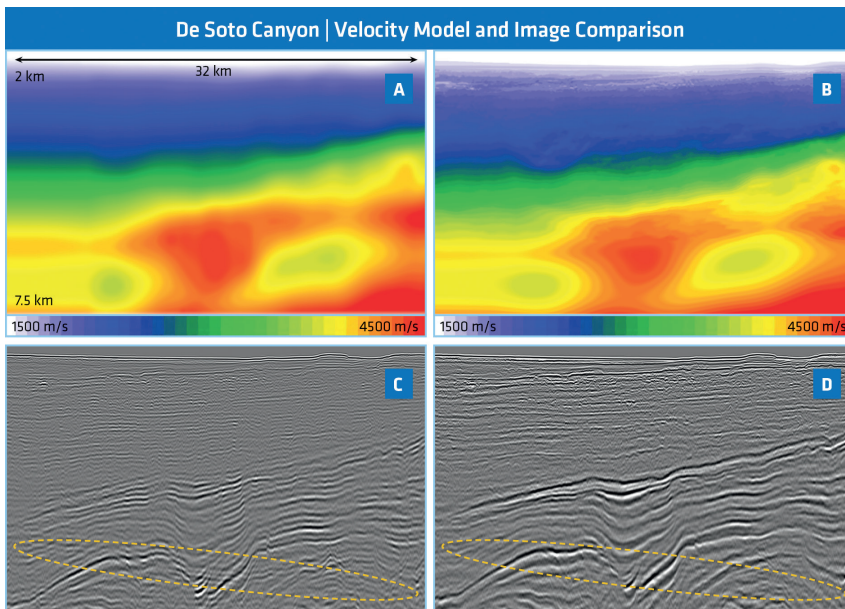 De Soto Canyon | Velocity Model and Image Comparison
2 km
32 km
A
7.5 km
1500 m/s
4500 m/s
B
1500 m/s
4500 m/s
C
D